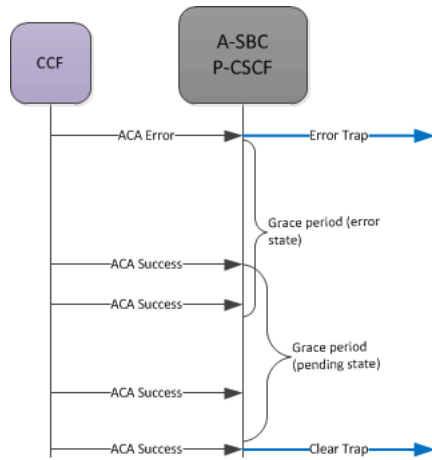 CCF
A-SBC
P-CSCF
ACA Error
Error Trap
Grace period (error
state)
ACA Success
ACA Success
Grace period
(pending state)
ACA Success
ACA Success
Clear Trap